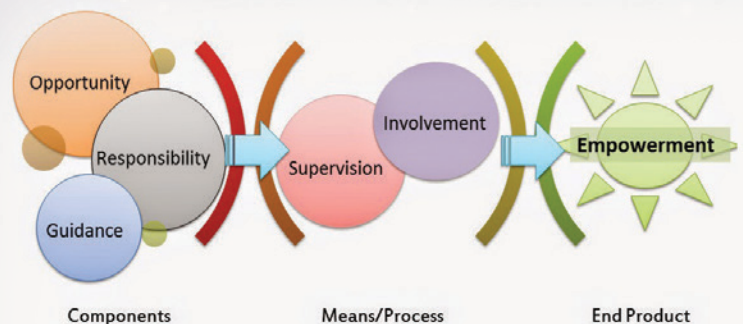 Opportunity
Responsibility
Guidance
Supervision
Involvement
Empowerment
Components
Means/Process
End Product